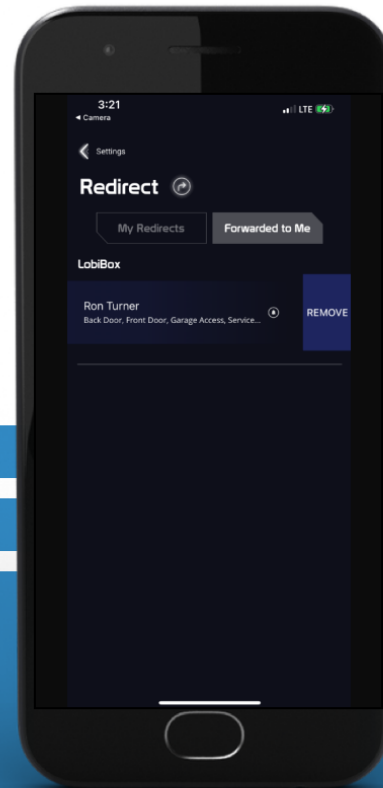 3:21
LTE
◄ Camera
Settings
Redirect
My Redirects
Forwarded to Me
LobiBox
Ron Turner
Back Door, Front Door, Garage Access, Service...
REMOVE